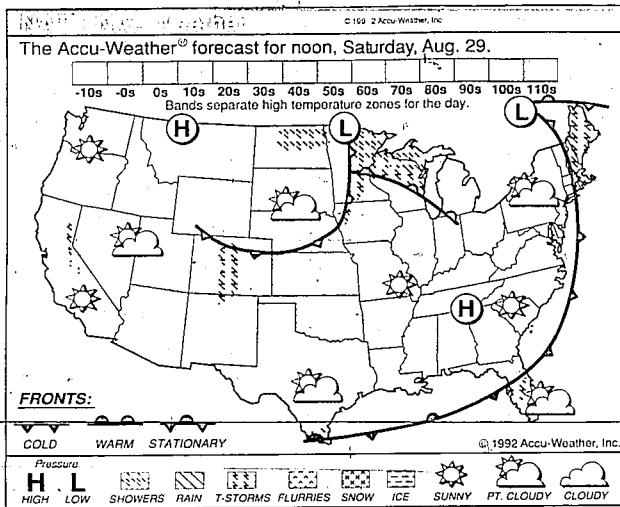 © 1992 Accu-Weather, Inc.
The Accu-Weather® forecast for noon, Saturday, Aug. 29.
-10s -0s 0s 10s 20s 30s 40s 50s 60s 70s 80s 90s 100s 110s
Bands separate high temperature zones for the day.
H
L
L
H
FRONTS:
COLD WARM STATIONARY
© 1992 Accu-Weather, Inc.
Pressure
H L
HIGH LOW SHOWERS RAIN T-STORMS FLURRIES SNOW ICE SUNNY PT. CLOUDY CLOUDY